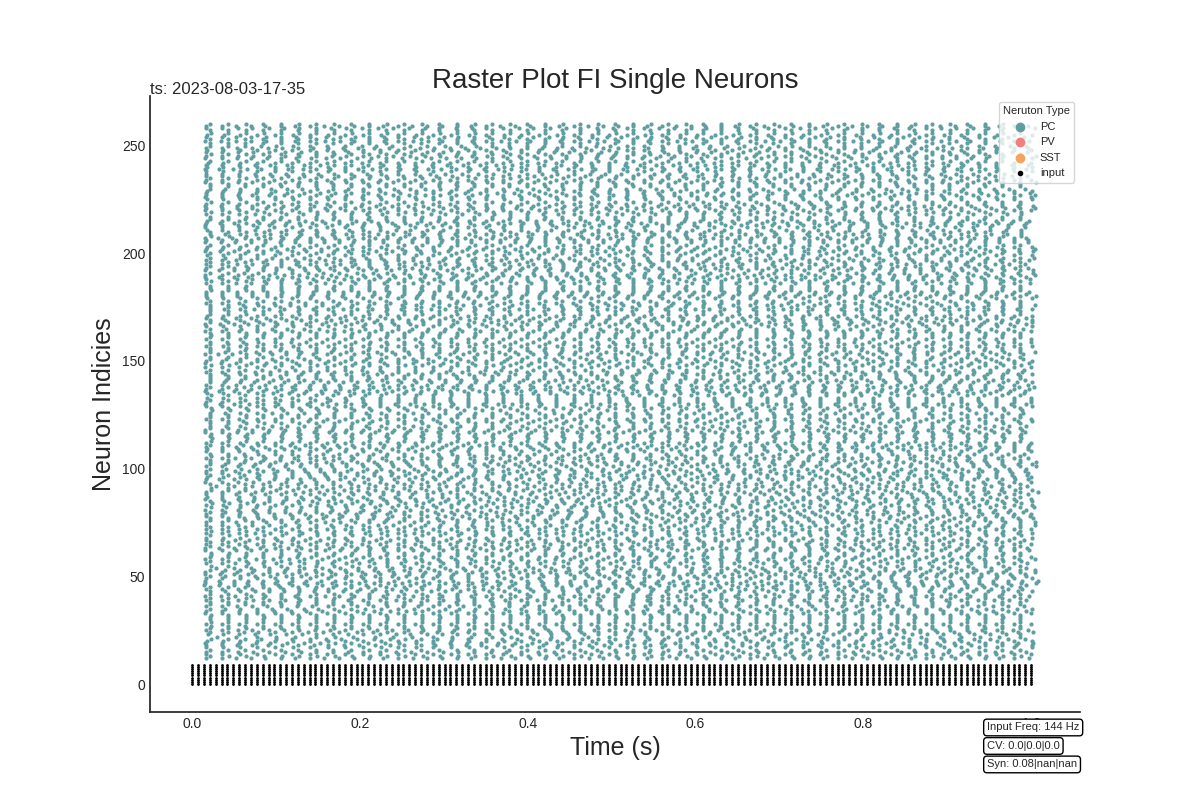 Raster Plot FI Single Neurons
ts: 2023-08-03-17-35
Neruton Type
PC
PV
SST
input
Neuron Indicies
250
200
150
100
50
0
0.0 0.2 0.4 0.6 0.8
Time (s)
Input Freq: 144 Hz
CV: 0.0|0.0|0.0
Syn: 0.08|nan|nan